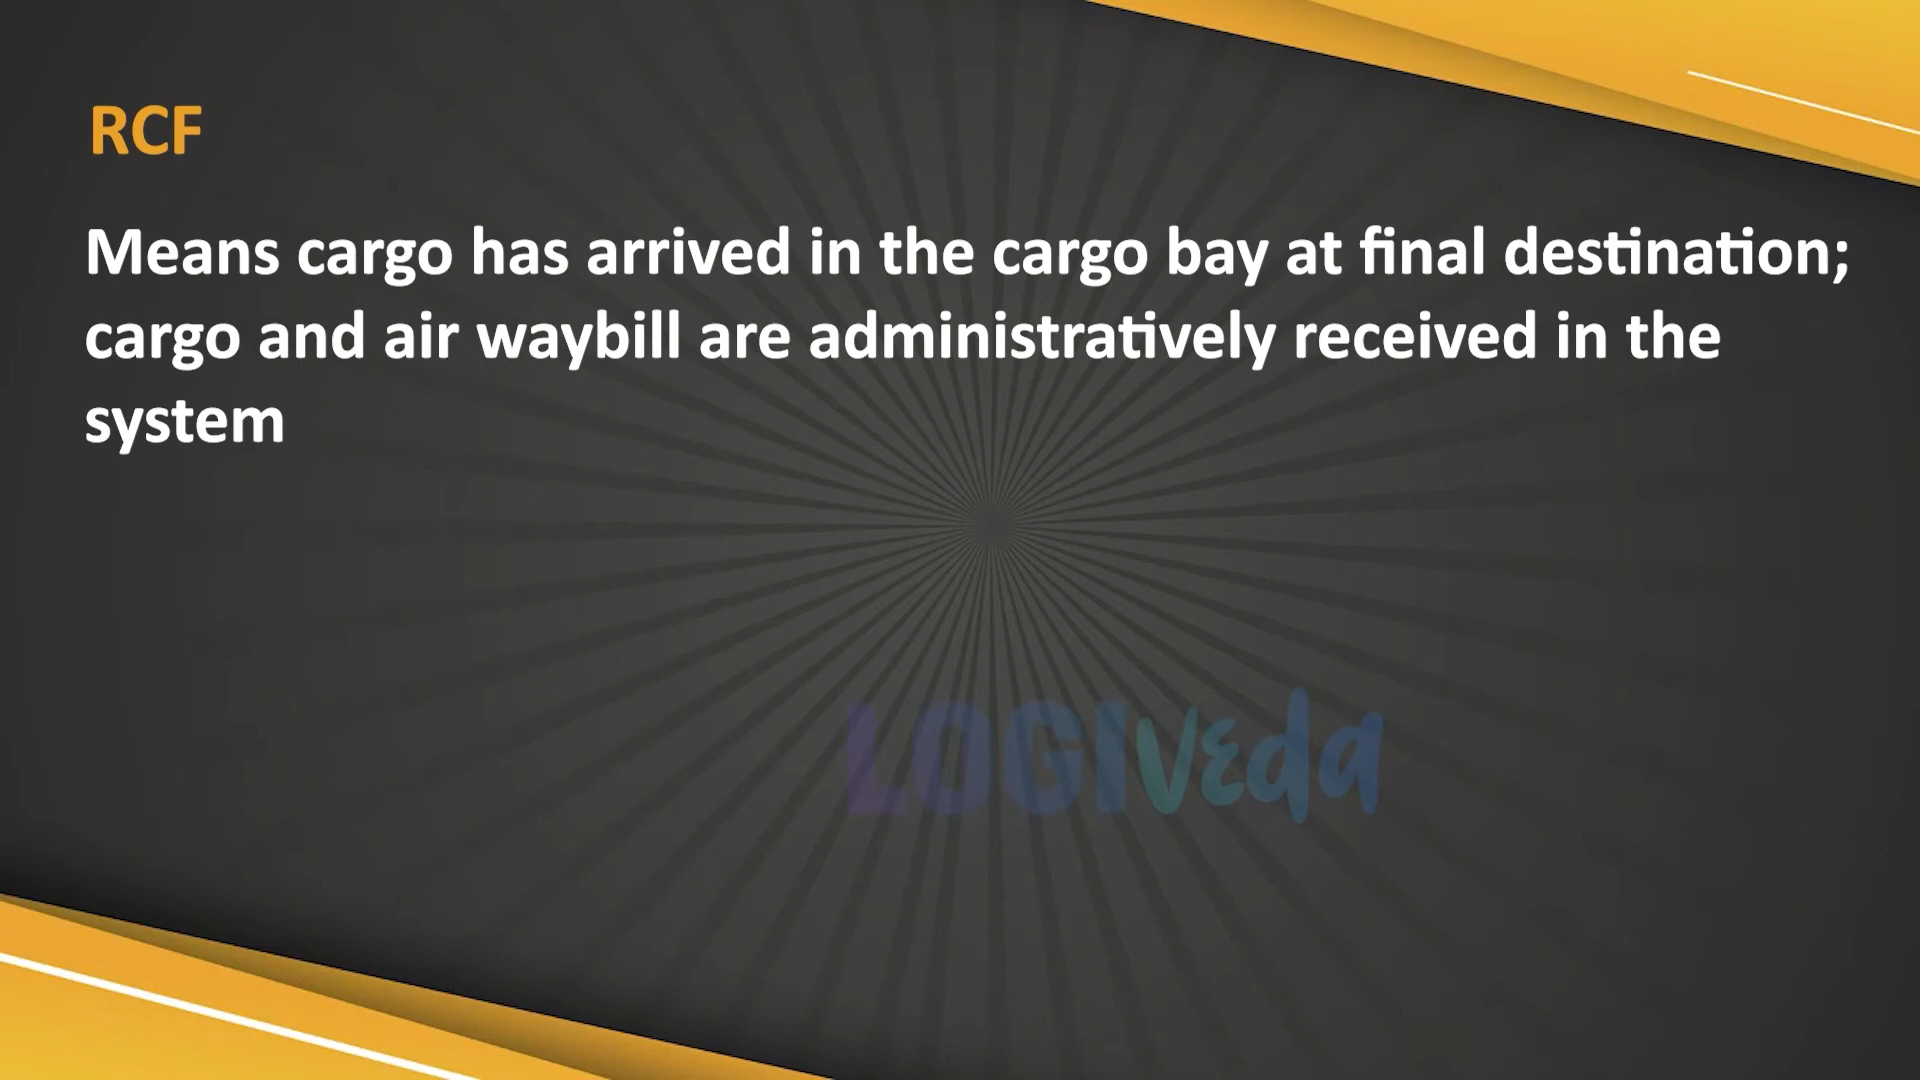 RCF
Means cargo has arrived in the cargo bay at final destination;
cargo and air waybill are administratively received in the
system
LOGIveda